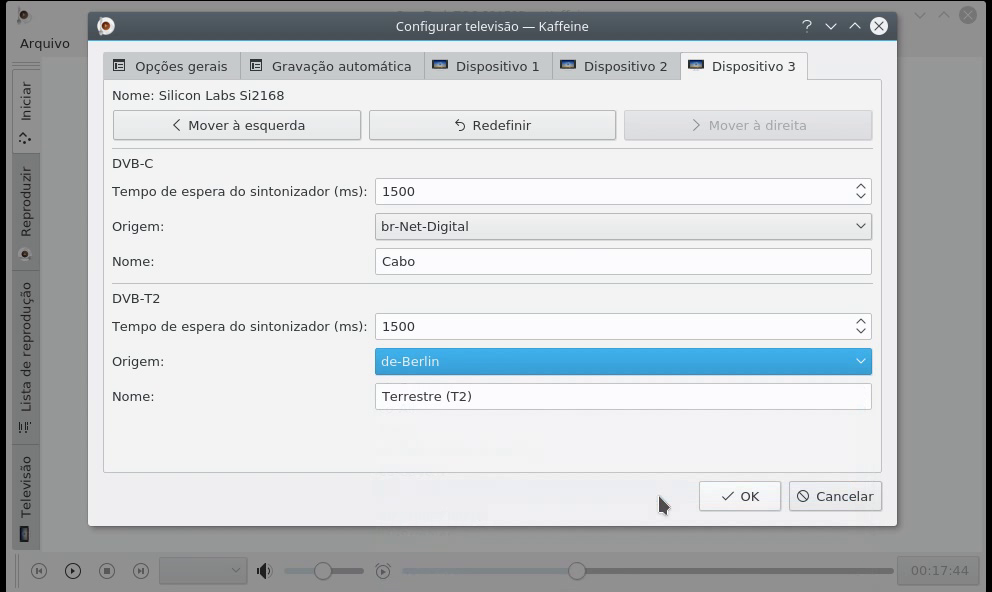 Configurar televisão — Kaffeine
Arquivo
Opções gerais
Gravação automática
Dispositivo 1
Dispositivo 2
Dispositivo 3
Nome: Silicon Labs Si2168
Mover à esquerda
Redefinir
Mover à direita
DVB-C
Tempo de espera do sintonizador (ms):
1500
Origem:
br-Net-Digital
Nome:
Cabo
DVB-T2
Tempo de espera do sintonizador (ms):
1500
Origem:
de-Berlin
Nome:
Terrestre (T2)
OK
Cancelar
Iniciar
Reproduzir
Lista de reprodução
Televisão
00:17:44